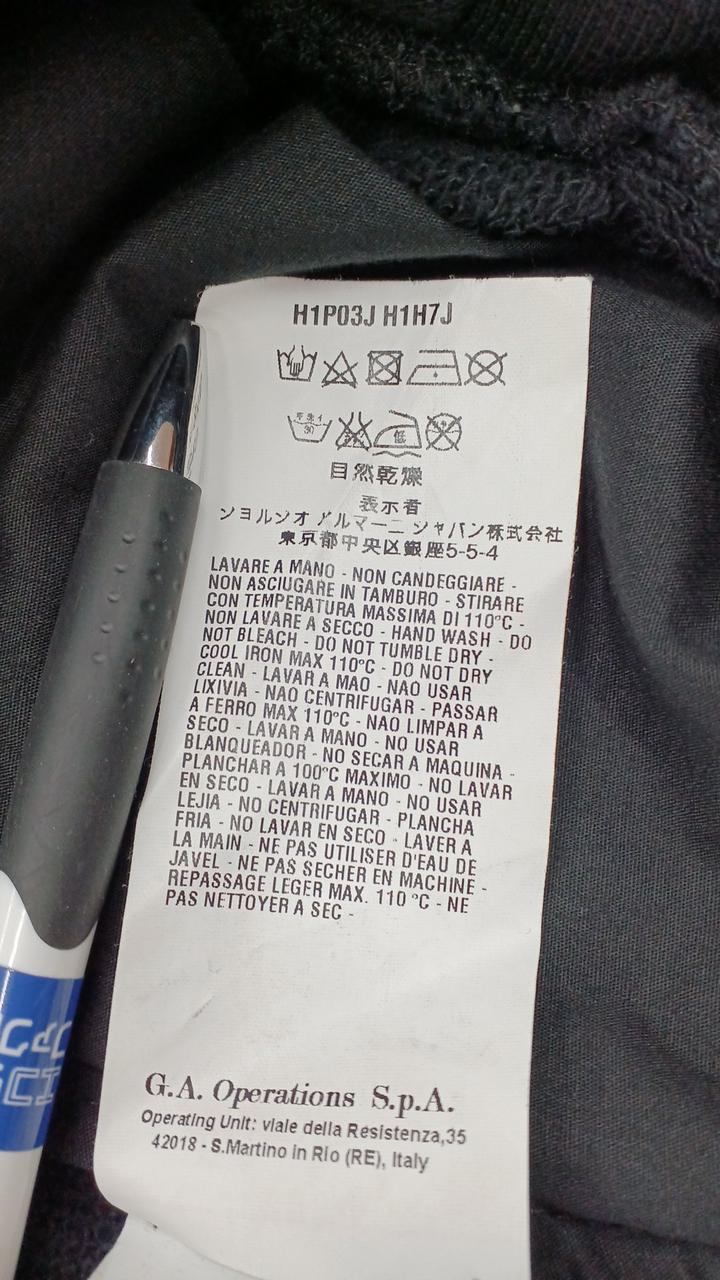 H1P03J H1H7J
手洗イ
30
低
自然乾燥
表示者
ジョルジオ アルマーニ ジャパン株式会社
東京都中央区銀座5-5-4
LAVARE A MANO - NON CANDEGGIARE -
NON ASCIUGARE IN TAMBURO - STIRARE
CON TEMPERATURA MASSIMA DI 110°C -
NON LAVARE A SECCO - HAND WASH - DO
NOT BLEACH - DO NOT TUMBLE DRY -
COOL IRON MAX 110°C - DO NOT DRY
CLEAN - LAVAR A MAO - NAO USAR
LIXIVIA - NAO CENTRIFUGAR - PASSAR
A FERRO MAX 110°C - NAO LIMPAR A
SECO - LAVAR A MANO - NO USAR
BLANQUEADOR - NO SECAR A MAQUINA -
PLANCHAR A 100°C MAXIMO - NO LAVAR
EN SECO - LAVAR A MANO - NO USAR
LEJIA - NO CENTRIFUGAR - PLANCHA
FRIA - NO LAVAR EN SECO - LAVER A
LA MAIN - NE PAS UTILISER D'EAU DE
JAVEL - NE PAS SECHER EN MACHINE -
REPASSAGE LEGER MAX. 110 °C - NE
PAS NETTOYER A SEC -
G.A. Operations S.p.A.
Operating Unit: viale della Resistenza,35
42018 - S.Martino in Rio (RE), Italy